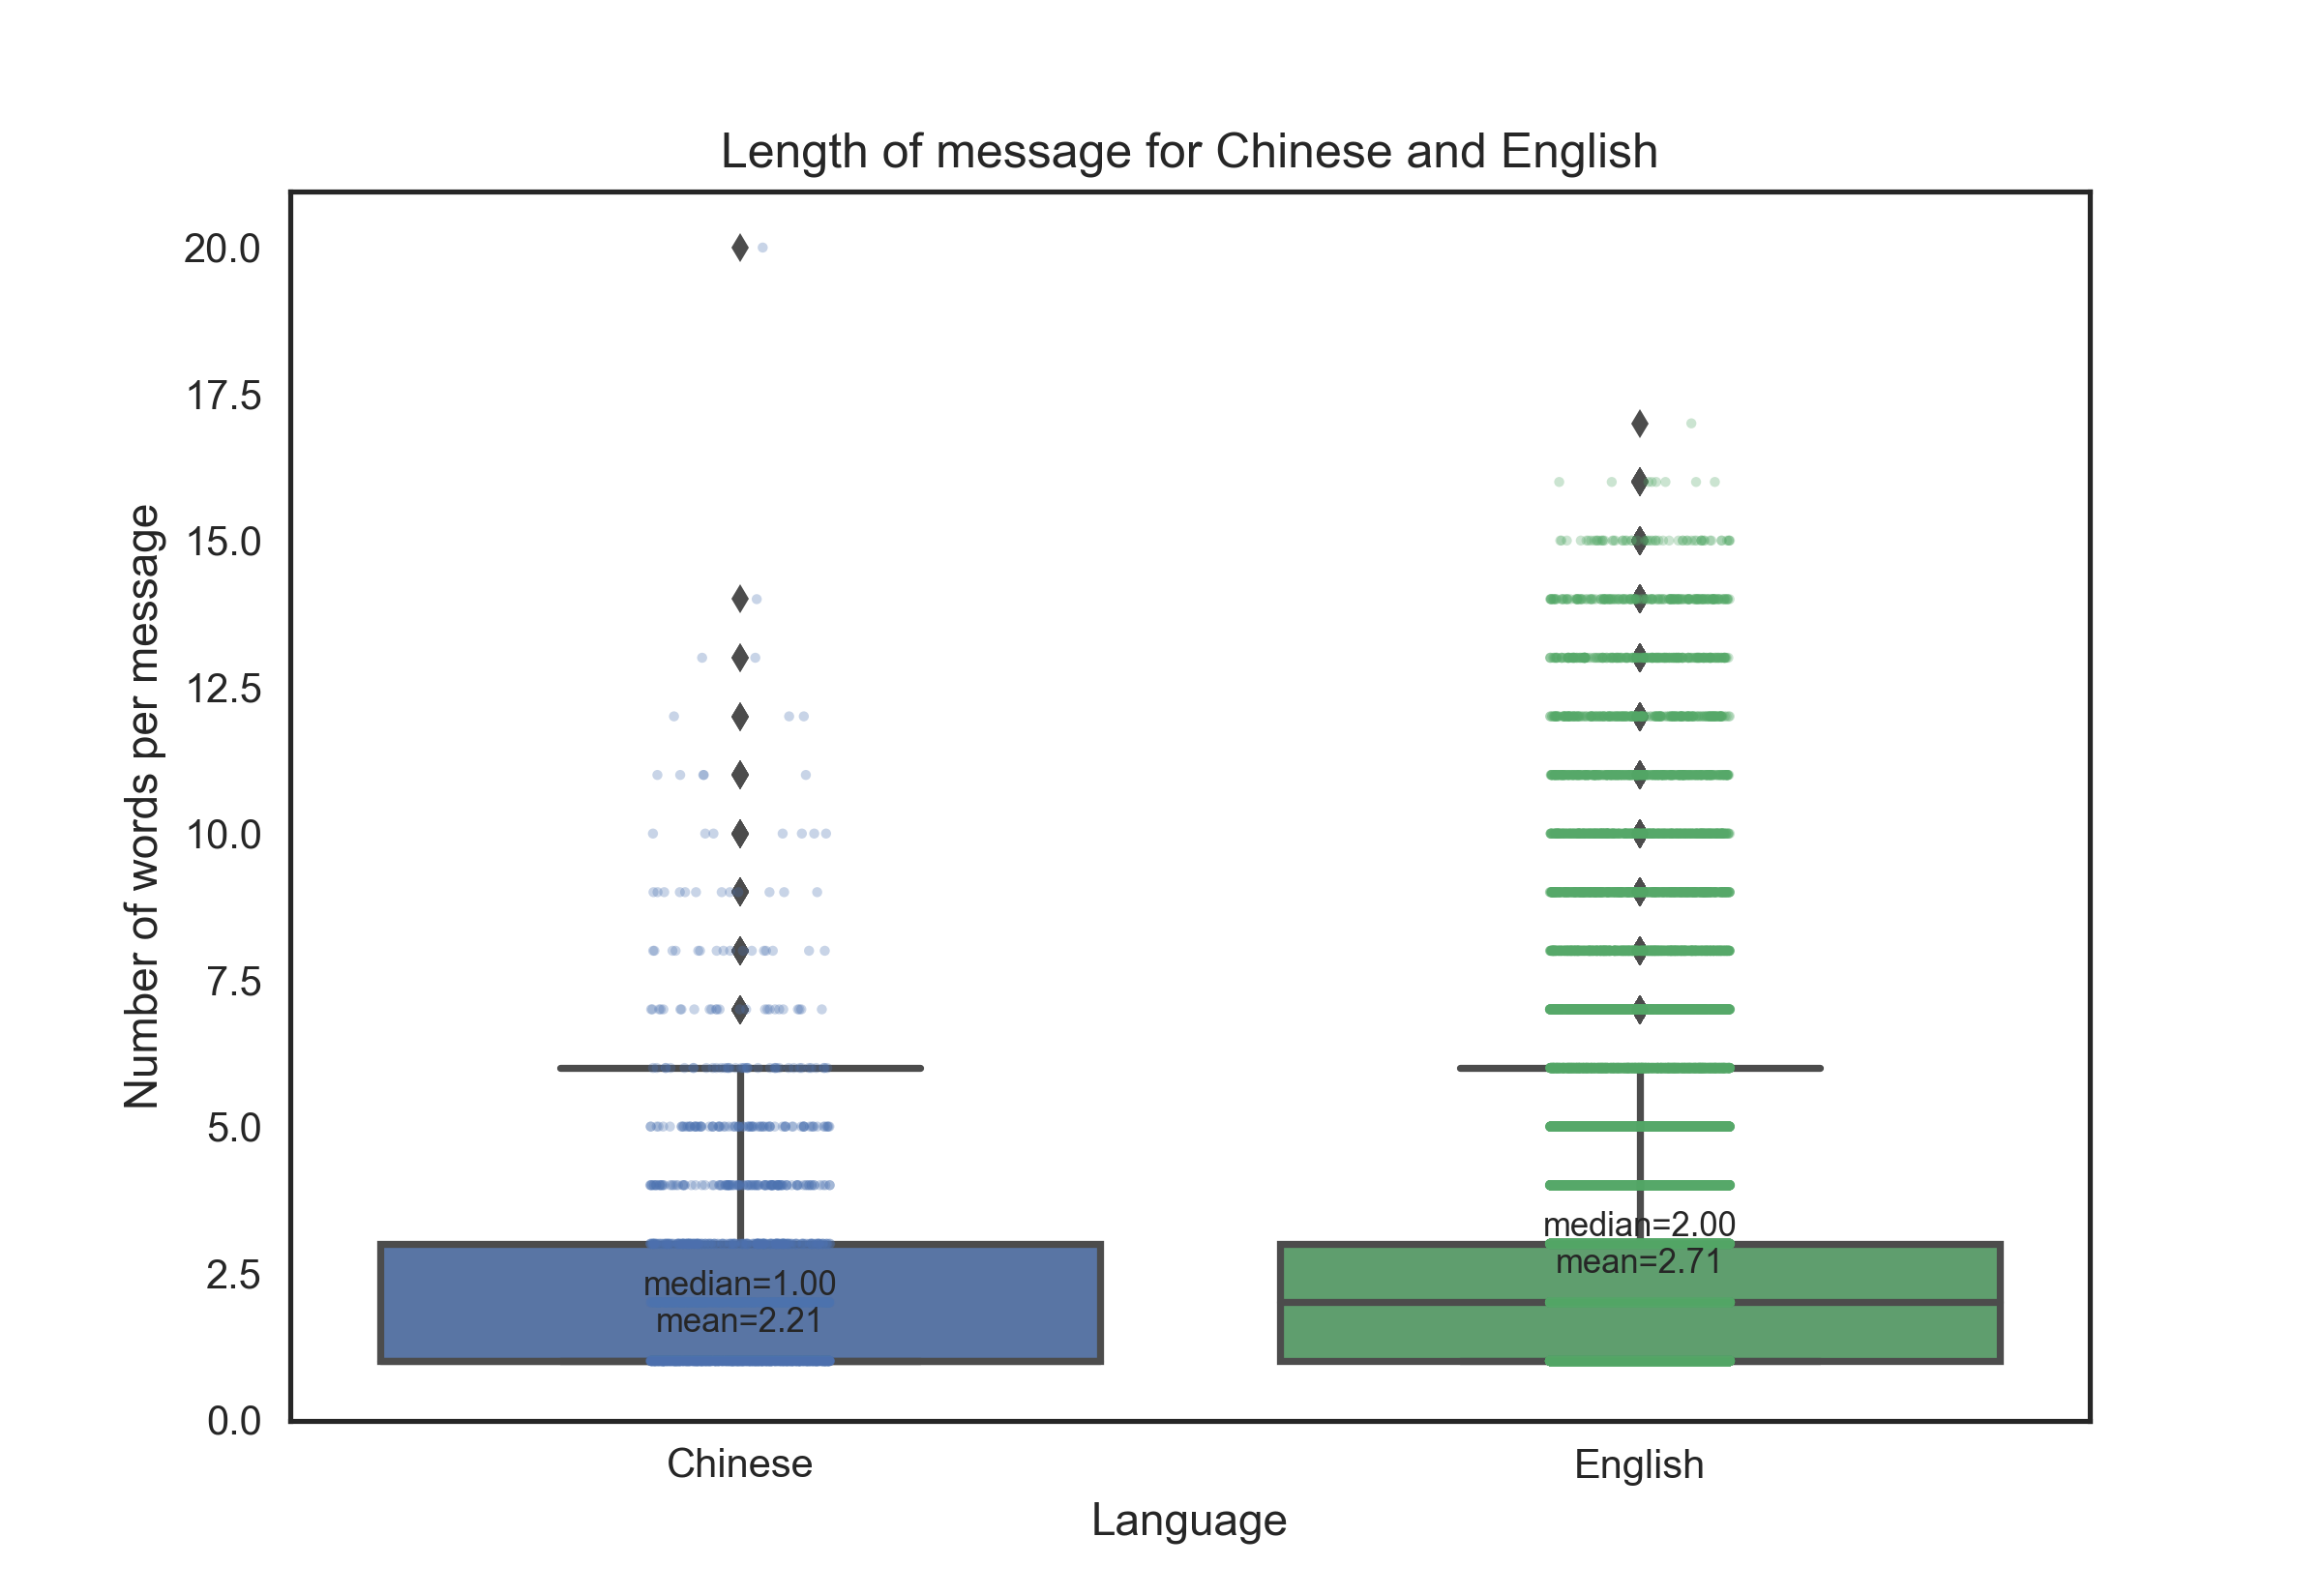 Length of message for Chinese and English
20.0
17.5
15.0
12.5
10.0
7.5
5.0
2.5
0.0
Number of words per message
median=1.00
mean=2.21
median=2.00
mean=2.71
Chinese
English
Language